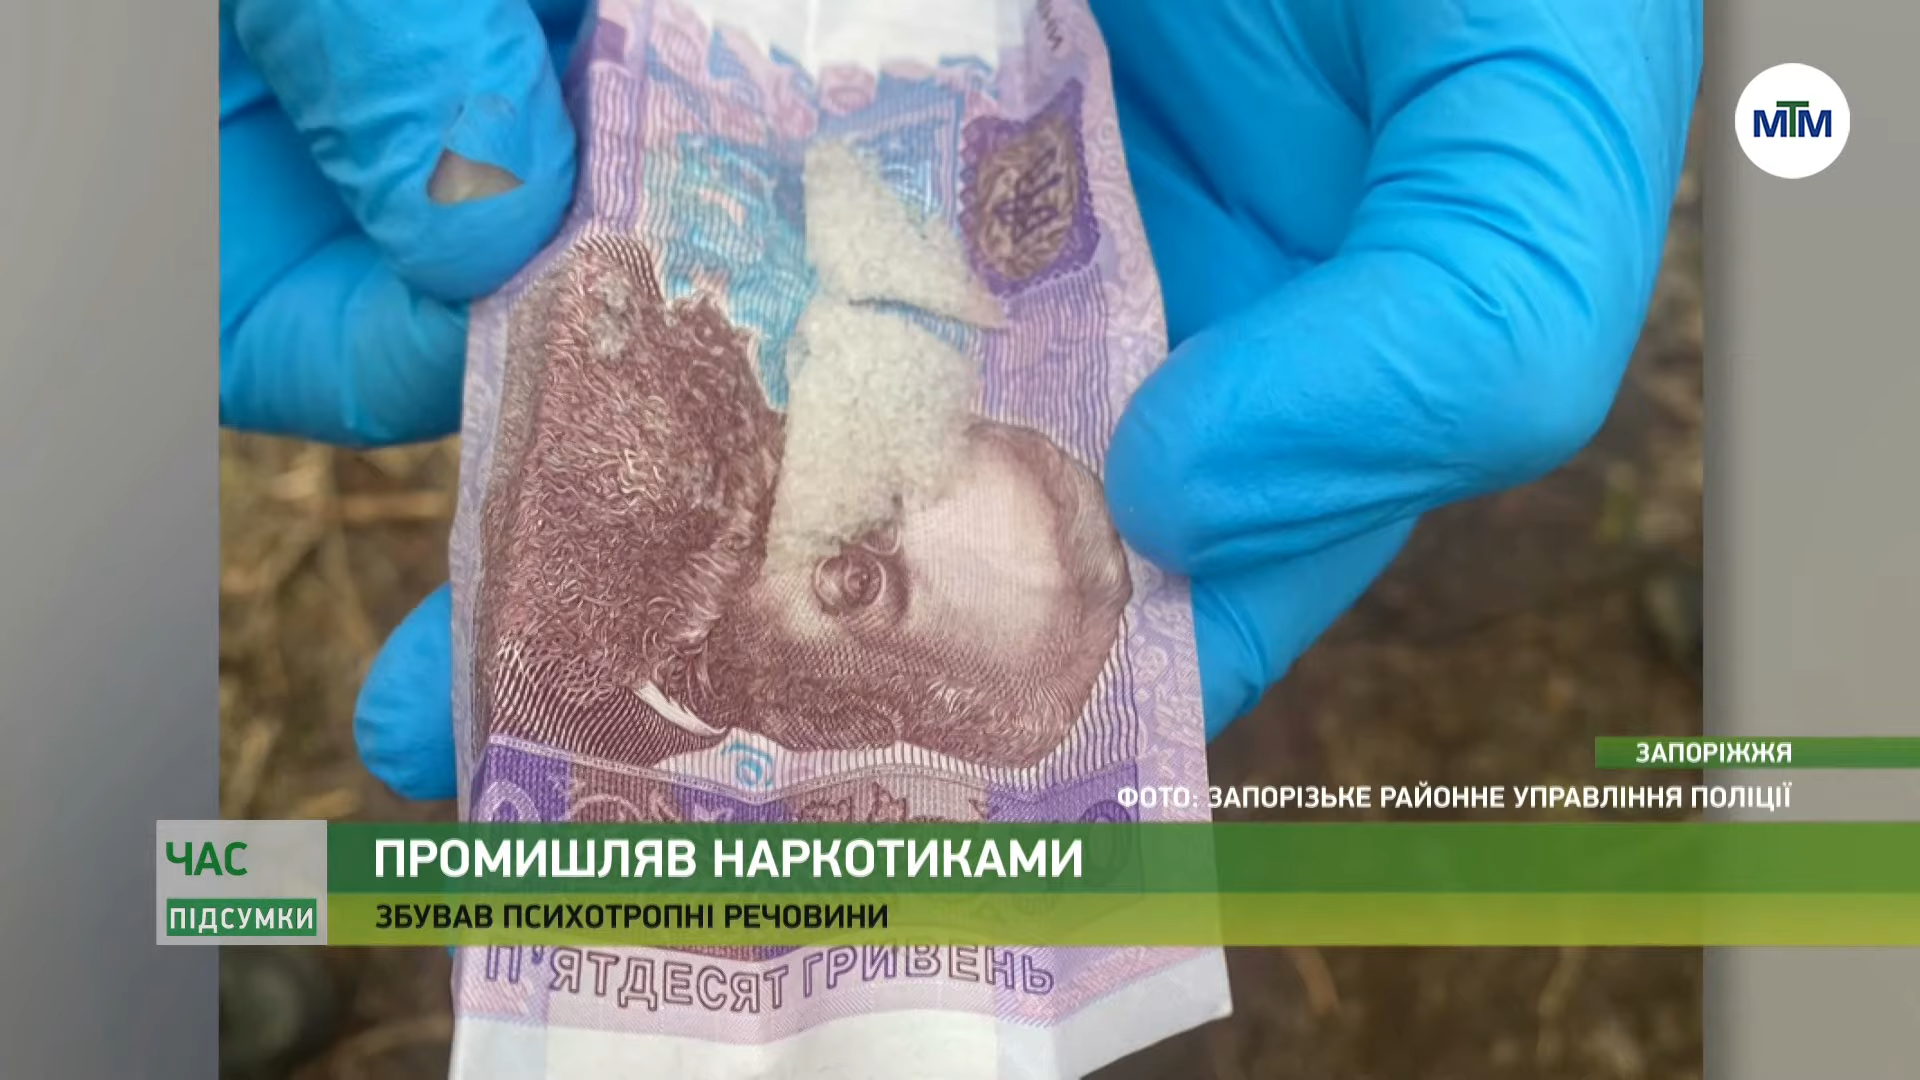 МТМ
ЗАПОРІЖЖЯ
ФОТО: ЗАПОРІЗЬКЕ РАЙОННЕ УПРАВЛІННЯ ПОЛІЦІЇ
ЧАС
ПІДСУМКИ
ПРОМИШЛЯВ НАРКОТИКАМИ
ЗБУВАВ ПСИХОТРОПНІ РЕЧОВИНИ
П'ЯТДЕСЯТ ГРИВЕНЬ